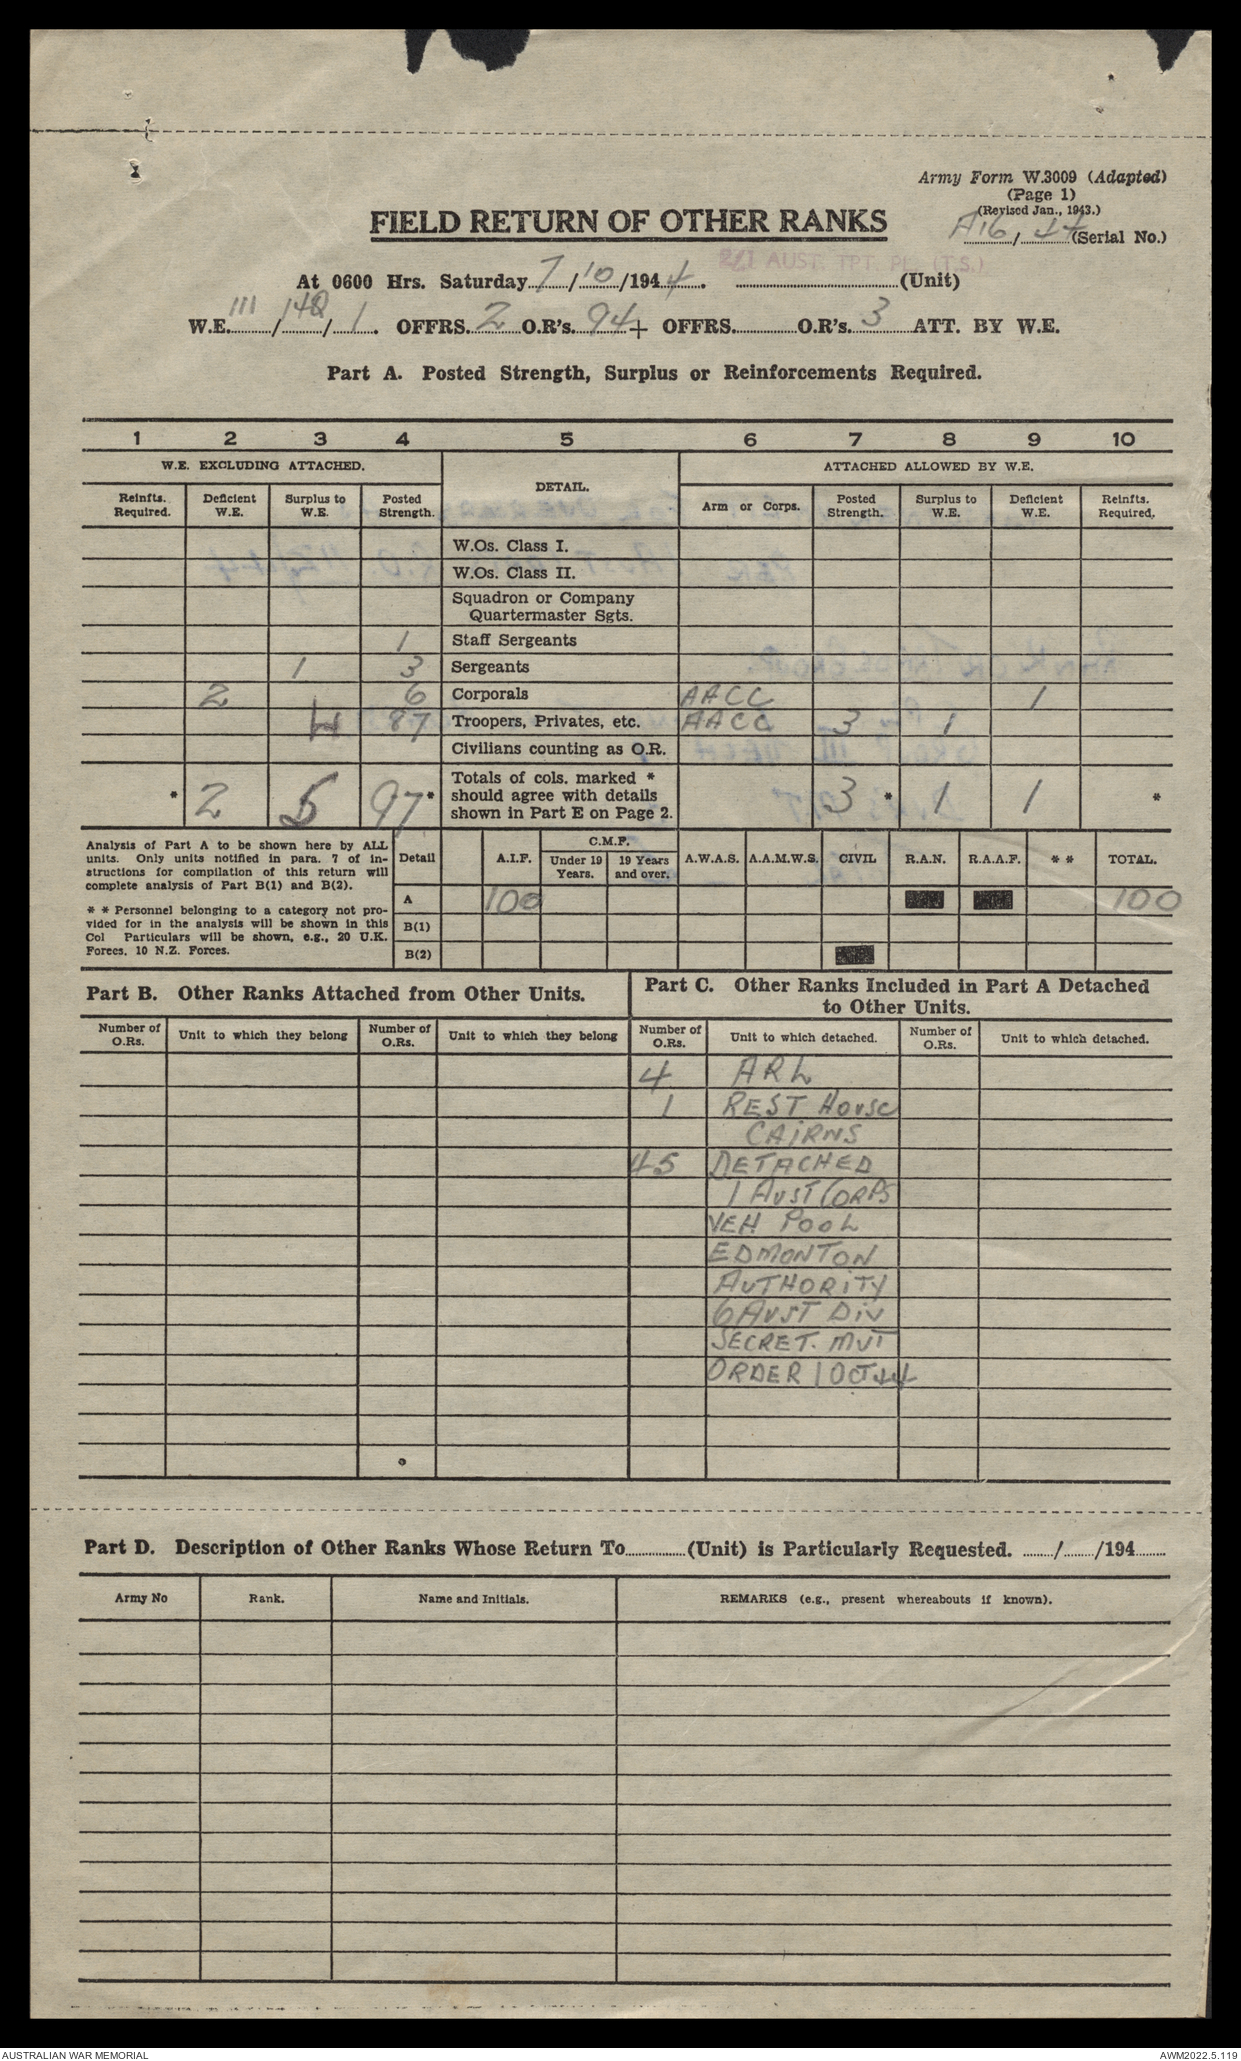 Army Form W.3009 (Adapted)
(Page 1)
(Revised Jan., 1943.)
A16/44 (Serial No.)
FIELD RETURN OF OTHER RANKS
AUST. TPT. PL. (T.S.)
At 0600 Hrs. Saturday 7/10/1944. (Unit)
W.E. 111/140/1. OFFRS. 2 O.R's. 94 + OFFRS. O.R's. 3 ATT. BY W.E.
Part A. Posted Strength, Surplus or Reinforcements Required.
1 2 3 4 5 6 7 8 9 10
W.E. EXCLUDING ATTACHED. DETAIL. ATTACHED ALLOWED BY W.E.
Reinfts. Required. Deficient W.E. Surplus to W.E. Posted Strength. Arm or Corps. Posted Strength. Surplus to W.E. Deficient W.E. Reinfts. Required.
W.Os. Class I.
W.Os. Class II.
Squadron or Company
Quartermaster Sgts.
1 Staff Sergeants
1 3 Sergeants
2 6 Corporals AACC 1
4 87 Troopers, Privates, etc. AACC 3 1
Civilians counting as O.R.
Totals of cols. marked *
should agree with details
shown in Part E on Page 2.
* 2 5 97 * 3 * 1 1 *
Analysis of Part A to be shown here by ALL
units. Only units notified in para. 7 of in-
structions for compilation of this return will
complete analysis of Part B(1) and B(2).
* * Personnel belonging to a category not pro-
vided for in the analysis will be shown in this
Col Particulars will be shown, e.g., 20 U.K.
Forces, 10 N.Z. Forces.
Detail A.I.F. C.M.F. Under 19 Years. 19 Years and over. A.W.A.S. A.A.M.W.S. CIVIL R.A.N. R.A.A.F. * * TOTAL.
A 100 100
B(1)
B(2)
Part B. Other Ranks Attached from Other Units.
Part C. Other Ranks Included in Part A Detached
to Other Units.
Number of O.Rs. Unit to which they belong Number of O.Rs. Unit to which they belong Number of O.Rs. Unit to which detached. Number of O.Rs. Unit to which detached.
4 ARL
1 REST House
CAIRNS
45 DETACHED
1 AUST CORPS
VEH POOL
EDMONTON
AUTHORITY
6 AUST DIV
SECRET. MVT
ORDER 1 OCT 44
Part D. Description of Other Ranks Whose Return To (Unit) is Particularly Requested. / /194
Army No Rank. Name and Initials. REMARKS (e.g., present whereabouts if known).
AUSTRALIAN WAR MEMORIAL
AWM2022.5.119